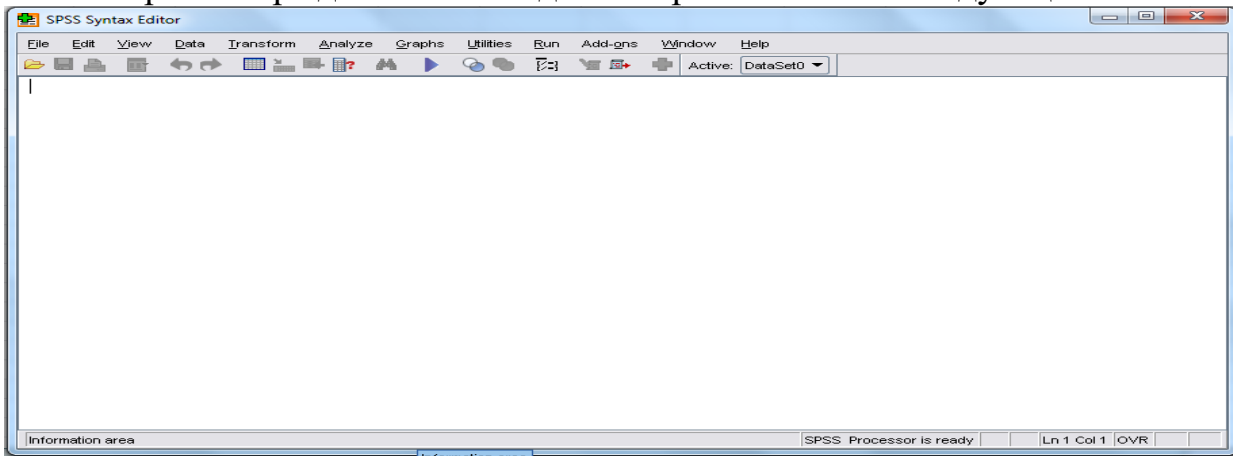 SPSS Syntax Editor
File Edit View Data Transform Analyze Graphs Utilities Run Add-ons Window Help
Active: DataSet0
Information area SPSS Processor is ready Ln 1 Col 1 OVR